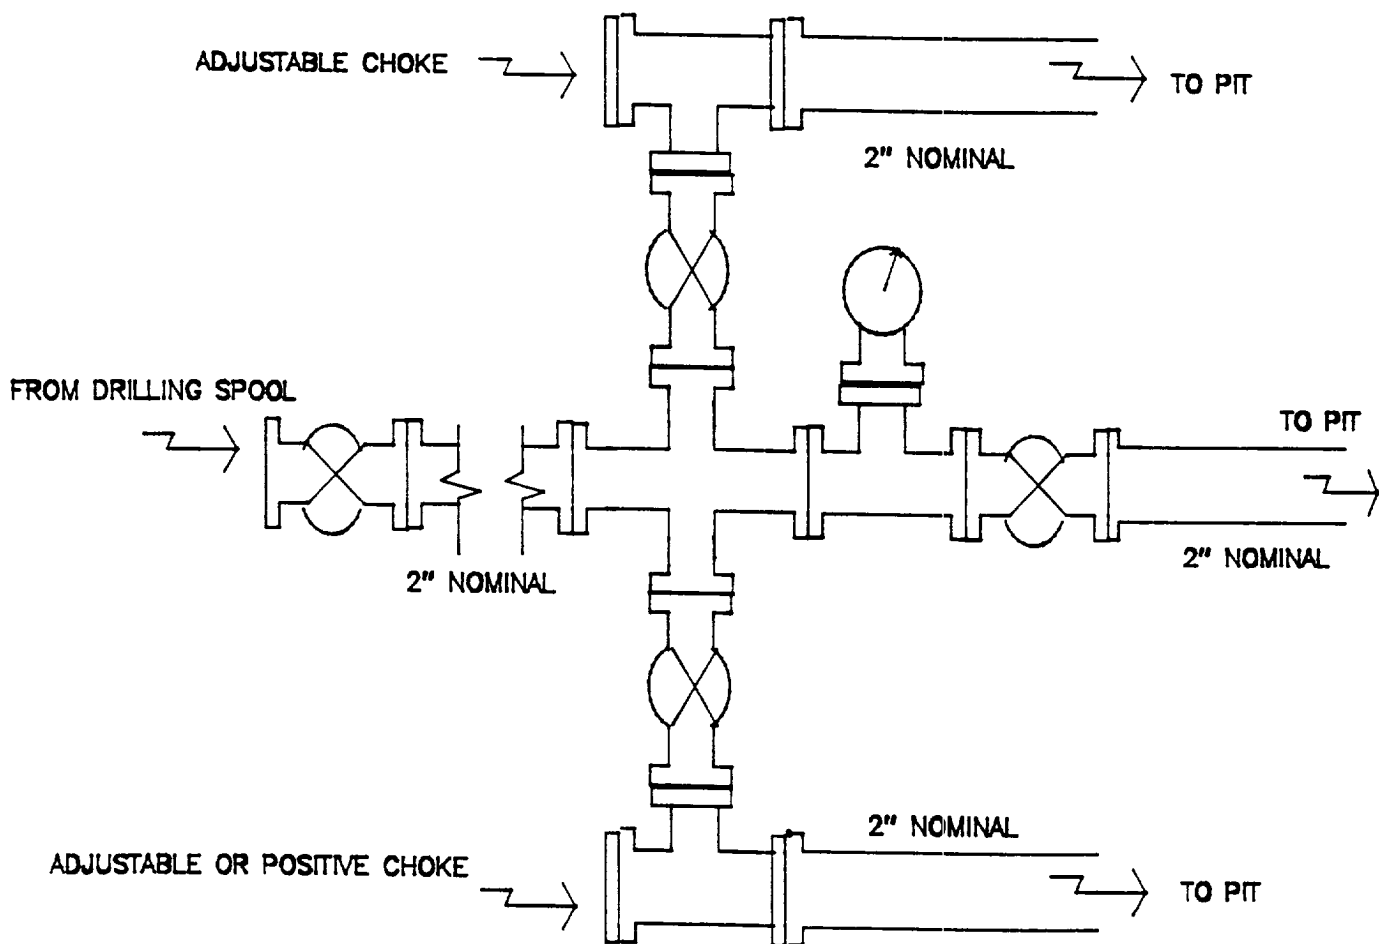 ADJUSTABLE CHOKE
TO PIT
2" NOMINAL
FROM DRILLING SPOOL
TO PIT
2" NOMINAL
2" NOMINAL
2" NOMINAL
ADJUSTABLE OR POSITIVE CHOKE
TO PIT